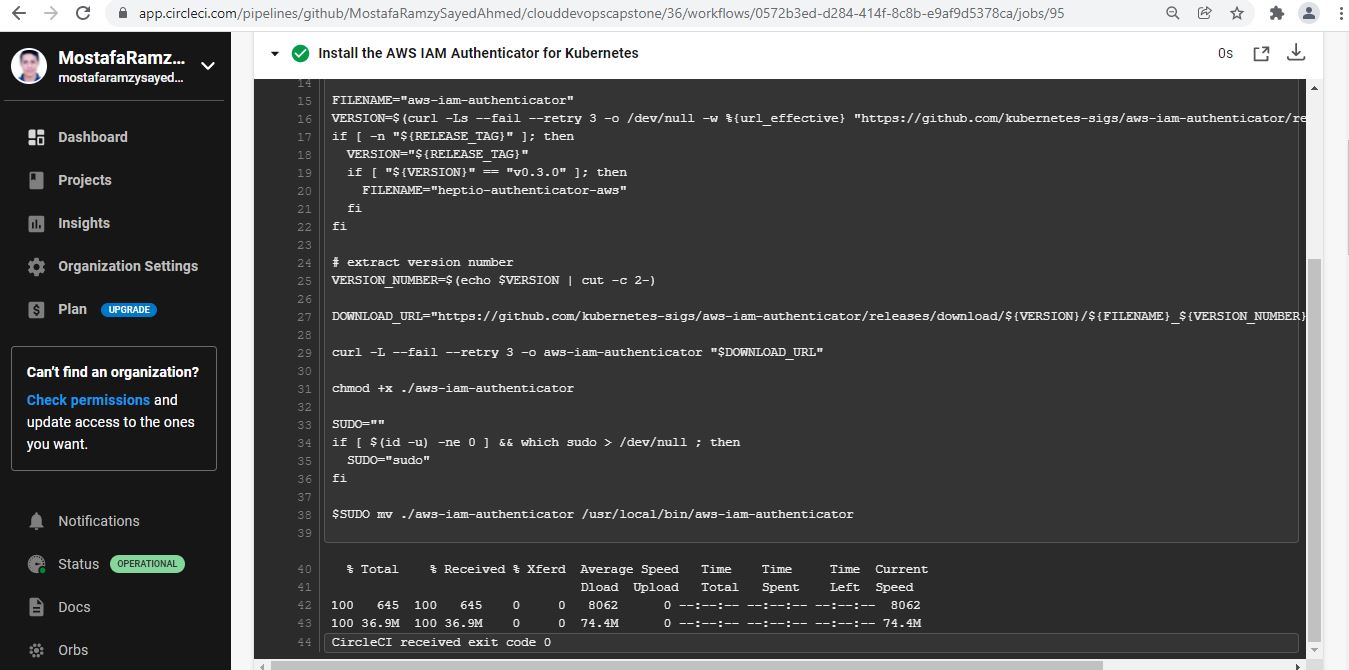 app.circleci.com/pipelines/github/MostafaRamzySayedAhmed/clouddevopscapstone/36/workflows/0572b3ed-d284-414f-8c8b-e9af9d5378ca/jobs/95
MostafaRamz...
mostafaramzysayed...
Dashboard
Projects
Insights
Organization Settings
Plan UPGRADE
Can't find an organization?
Check permissions and
update access to the ones
you want.
Notifications
Status OPERATIONAL
Docs
Orbs
Install the AWS IAM Authenticator for Kubernetes 0s
14
15 FILENAME="aws-iam-authenticator"
16 VERSION=$(curl -Ls --fail --retry 3 -o /dev/null -w %{url_effective} "https://github.com/kubernetes-sigs/aws-iam-authenticator/re
17 if [ -n "${RELEASE_TAG}" ]; then
18 VERSION="${RELEASE_TAG}"
19 if [ "${VERSION}" == "v0.3.0" ]; then
20 FILENAME="heptio-authenticator-aws"
21 fi
22 fi
23
24 # extract version number
25 VERSION_NUMBER=$(echo $VERSION | cut -c 2-)
26
27 DOWNLOAD_URL="https://github.com/kubernetes-sigs/aws-iam-authenticator/releases/download/${VERSION}/${FILENAME}_${VERSION_NUMBER}
28
29 curl -L --fail --retry 3 -o aws-iam-authenticator "$DOWNLOAD_URL"
30
31 chmod +x ./aws-iam-authenticator
32
33 SUDO=""
34 if [ $(id -u) -ne 0 ] && which sudo > /dev/null ; then
35 SUDO="sudo"
36 fi
37
38 $SUDO mv ./aws-iam-authenticator /usr/local/bin/aws-iam-authenticator
39
40 % Total % Received % Xferd Average Speed Time Time Time Current
41 Dload Upload Total Spent Left Speed
42 100 645 100 645 0 0 8062 0 --:--:-- --:--:-- --:--:-- 8062
43 100 36.9M 100 36.9M 0 0 74.4M 0 --:--:-- --:--:-- --:--:-- 74.4M
44 CircleCI received exit code 0